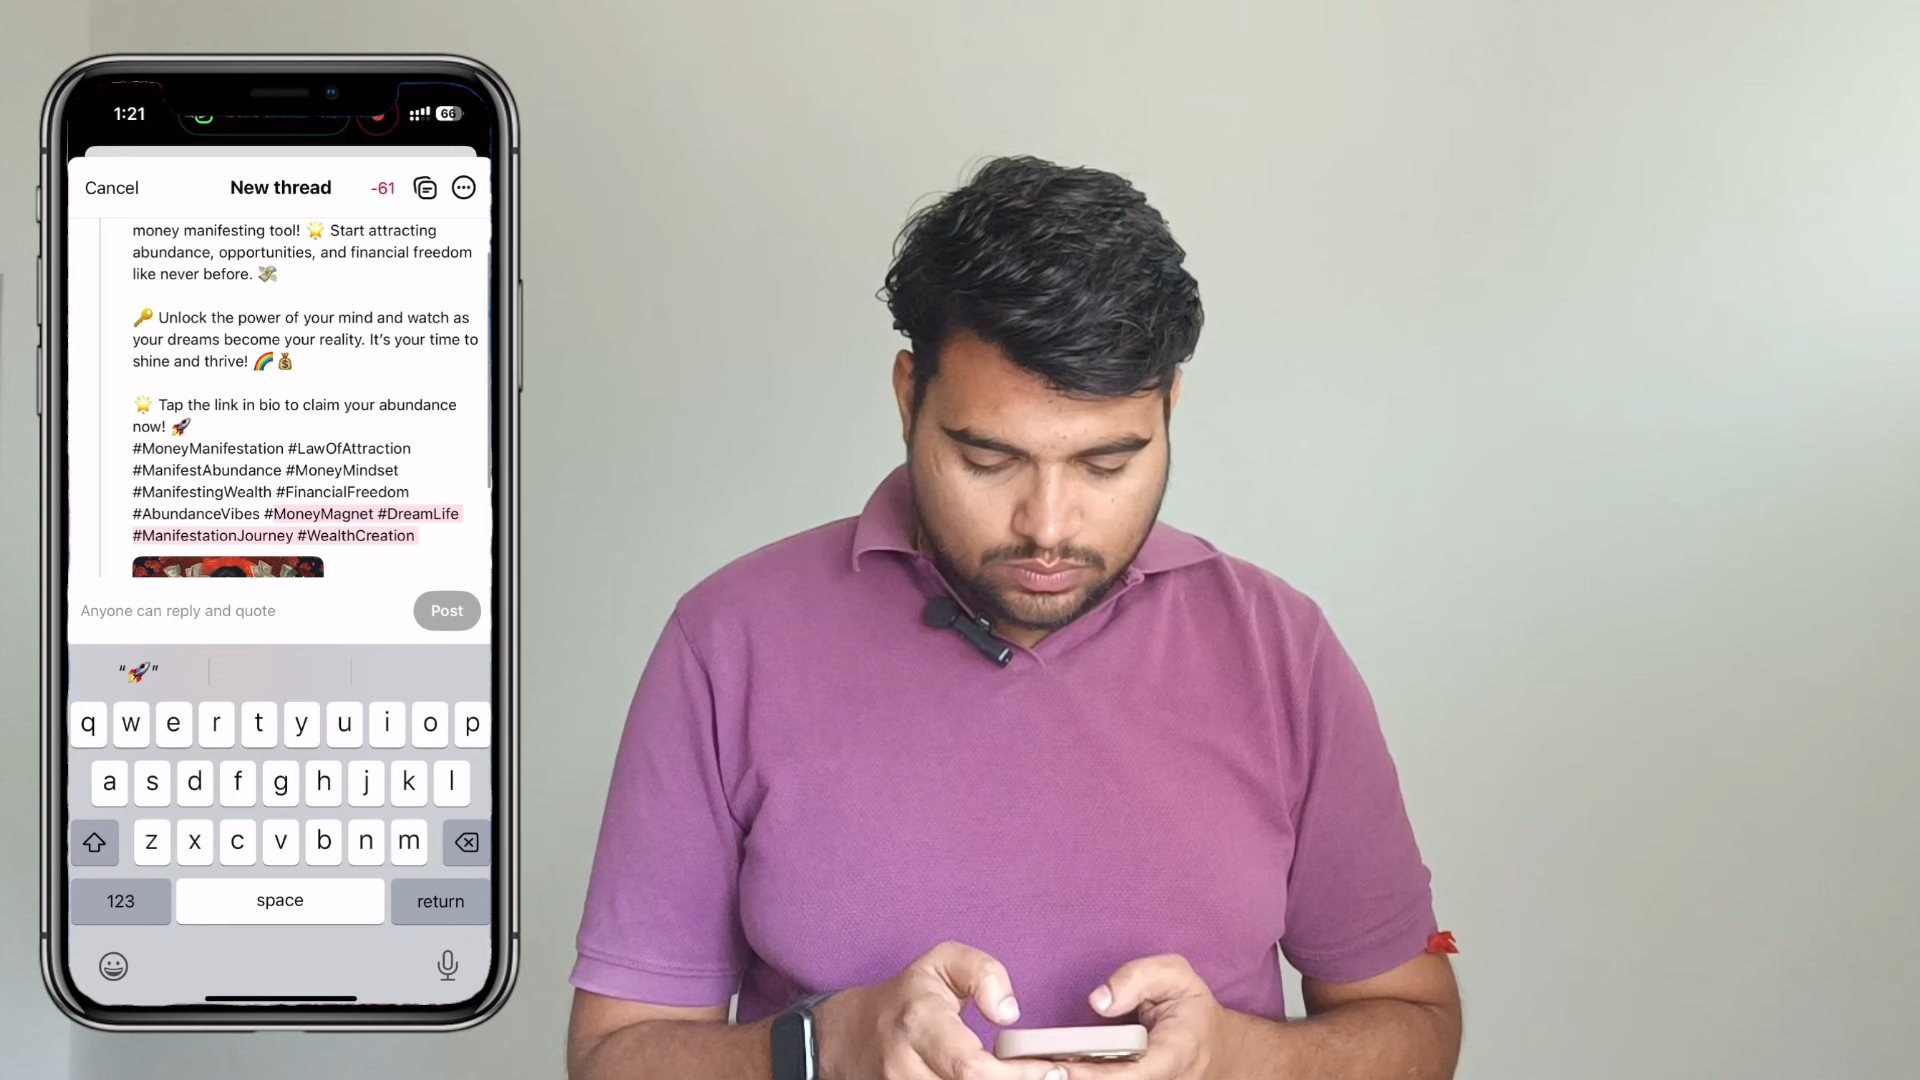 1:21
66
Cancel
New thread
-61
money manifesting tool! 🌟 Start attracting
abundance, opportunities, and financial freedom
like never before. 💸
🔑 Unlock the power of your mind and watch as
your dreams become your reality. It’s your time to
shine and thrive! 🌈💰
🌟 Tap the link in bio to claim your abundance
now! 🚀
#MoneyManifestation #LawOfAttraction
#ManifestAbundance #MoneyMindset
#ManifestingWealth #FinancialFreedom
#AbundanceVibes #MoneyMagnet #DreamLife
#ManifestationJourney #WealthCreation
Anyone can reply and quote
Post
“🚀”
q w e r t y u i o p
a s d f g h j k l
z x c v b n m
123 space return